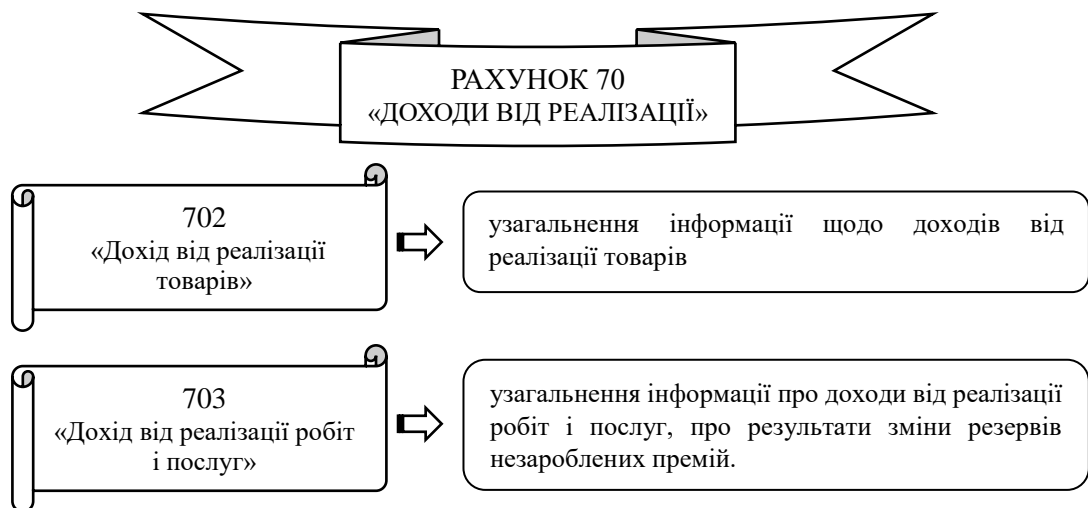 РАХУНОК 70
«ДОХОДИ ВІД РЕАЛІЗАЦІЇ»
702
«Дохід від реалізації
товарів»
узагальнення інформації щодо доходів від
реалізації товарів
703
«Дохід від реалізації робіт
і послуг»
узагальнення інформації про доходи від реалізації
робіт і послуг, про результати зміни резервів
незароблених премій.